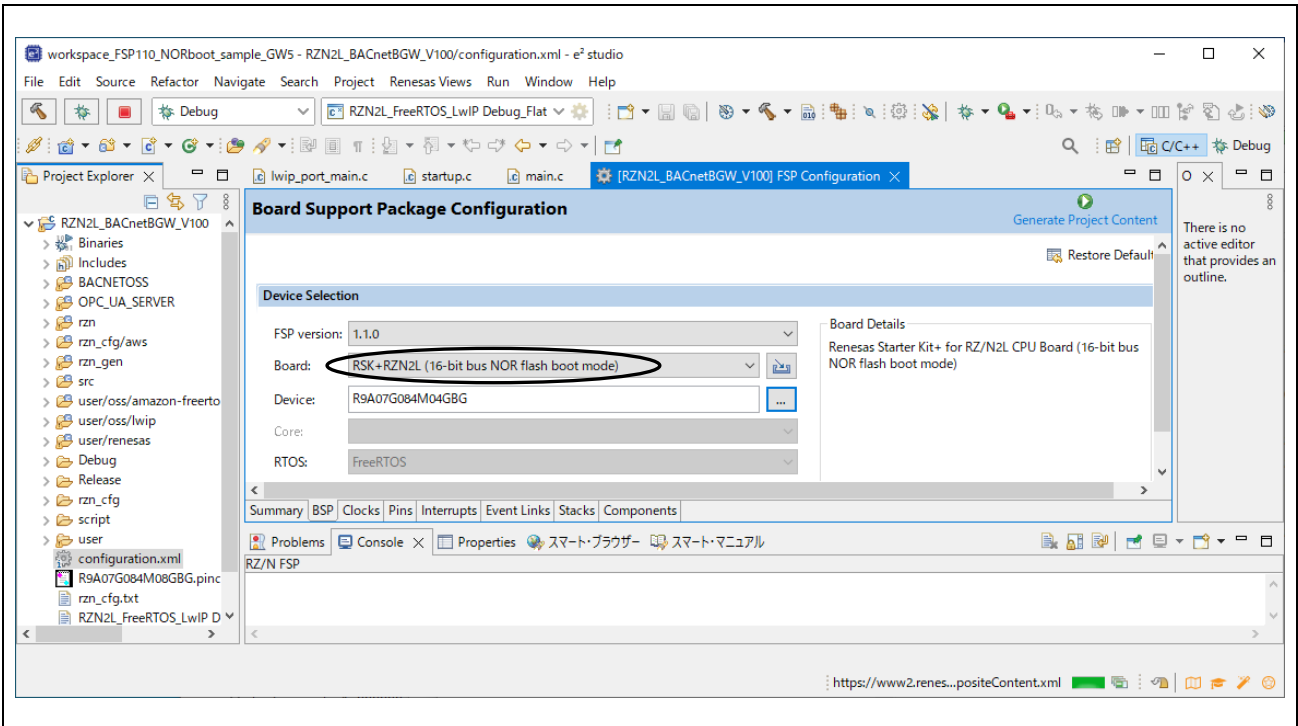 workspace_FSP110_NORboot_sample_GW5 - RZN2L_BACnetBGW_V100/configuration.xml - e² studio
File Edit Source Refactor Navigate Search Project Renesas Views Run Window Help
Debug
RZN2L_FreeRTOS_LwIP Debug_Flat
C/C++ Debug
Project Explorer
lwip_port_main.c startup.c main.c [RZN2L_BACnetBGW_V100] FSP Configuration
O
RZN2L_BACnetBGW_V100
Binaries
Includes
BACNETOSS
OPC_UA_SERVER
rzn
rzn_cfg/aws
rzn_gen
src
user/oss/amazon-freerto
user/oss/lwip
user/renesas
Debug
Release
rzn_cfg
script
user
configuration.xml
R9A07G084M08GBG.pinc
rzn_cfg.txt
RZN2L_FreeRTOS_LwIP D
Board Support Package Configuration
Generate Project Content
Restore Default
Device Selection
FSP version: 1.1.0
Board: RSK+RZN2L (16-bit bus NOR flash boot mode)
Device: R9A07G084M04GBG
...
Core:
RTOS: FreeRTOS
Board Details
Renesas Starter Kit+ for RZ/N2L CPU Board (16-bit bus
NOR flash boot mode)
Summary BSP Clocks Pins Interrupts Event Links Stacks Components
There is no
active editor
that provides an
outline.
Problems Console Properties スマート・ブラウザー スマート・マニュアル
RZ/N FSP
https://www2.renes...positeContent.xml